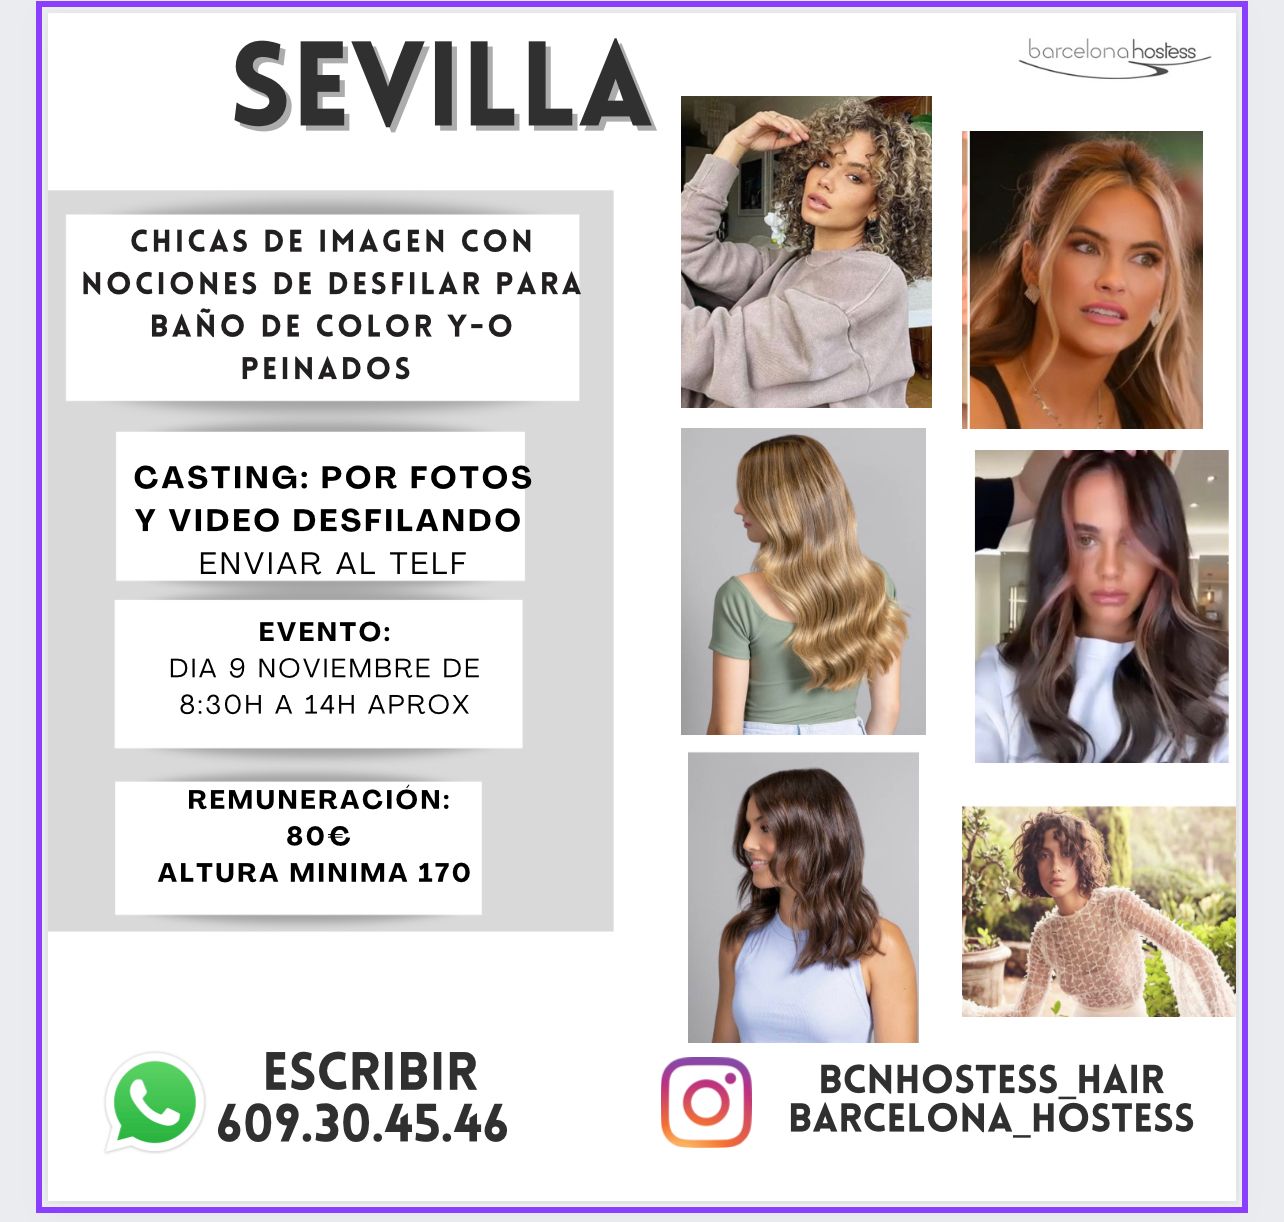 SEVILLA
barcelonahostess
CHICAS DE IMAGEN CON
NOCIONES DE DESFILAR PARA
BAÑO DE COLOR Y-O
PEINADOS
CASTING: POR FOTOS
Y VIDEO DESFILANDO
ENVIAR AL TELF
EVENTO:
DIA 9 NOVIEMBRE DE
8:30H A 14H APROX
REMUNERACIÓN:
80€
ALTURA MINIMA 170
ESCRIBIR
609.30.45.46
BCNHOSTESS_HAIR
BARCELONA_HOSTESS